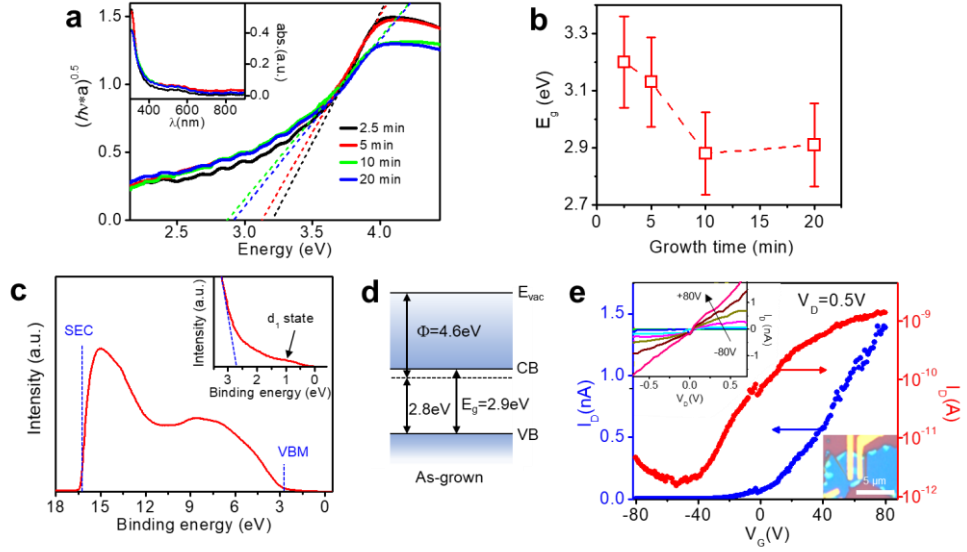 a
(hν*a)^0.5
1.5
1.0
0.5
0.0
2.5 3.0 3.5 4.0
Energy (eV)
2.5 min
5 min
10 min
20 min
0.4
0.0
abs.(a.u.)
400 600 800
λ(nm)
b
E_g (eV)
3.3
3.0
2.7
0 5 10 15 20
Growth time (min)
c
Intensity (a.u.)
SEC
VBM
18 15 12 9 6 3 0
Binding energy (eV)
Intensity (a.u.)
d₁ state
3 2 1 0
Binding energy (eV)
d
E_vac
Φ=4.6eV
CB
2.8eV
E_g=2.9eV
VB
As-grown
e
I_D(nA)
1.5
1.0
0.5
0.0
-80 -40 0 40 80
V_G(V)
V_D=0.5V
10^-9
10^-10
10^-11
10^-12
I_D(A)
+80V
-80V
1
0
-1
I_D(nA)
-0.5 0.0 0.5
V_D(V)
5 μm